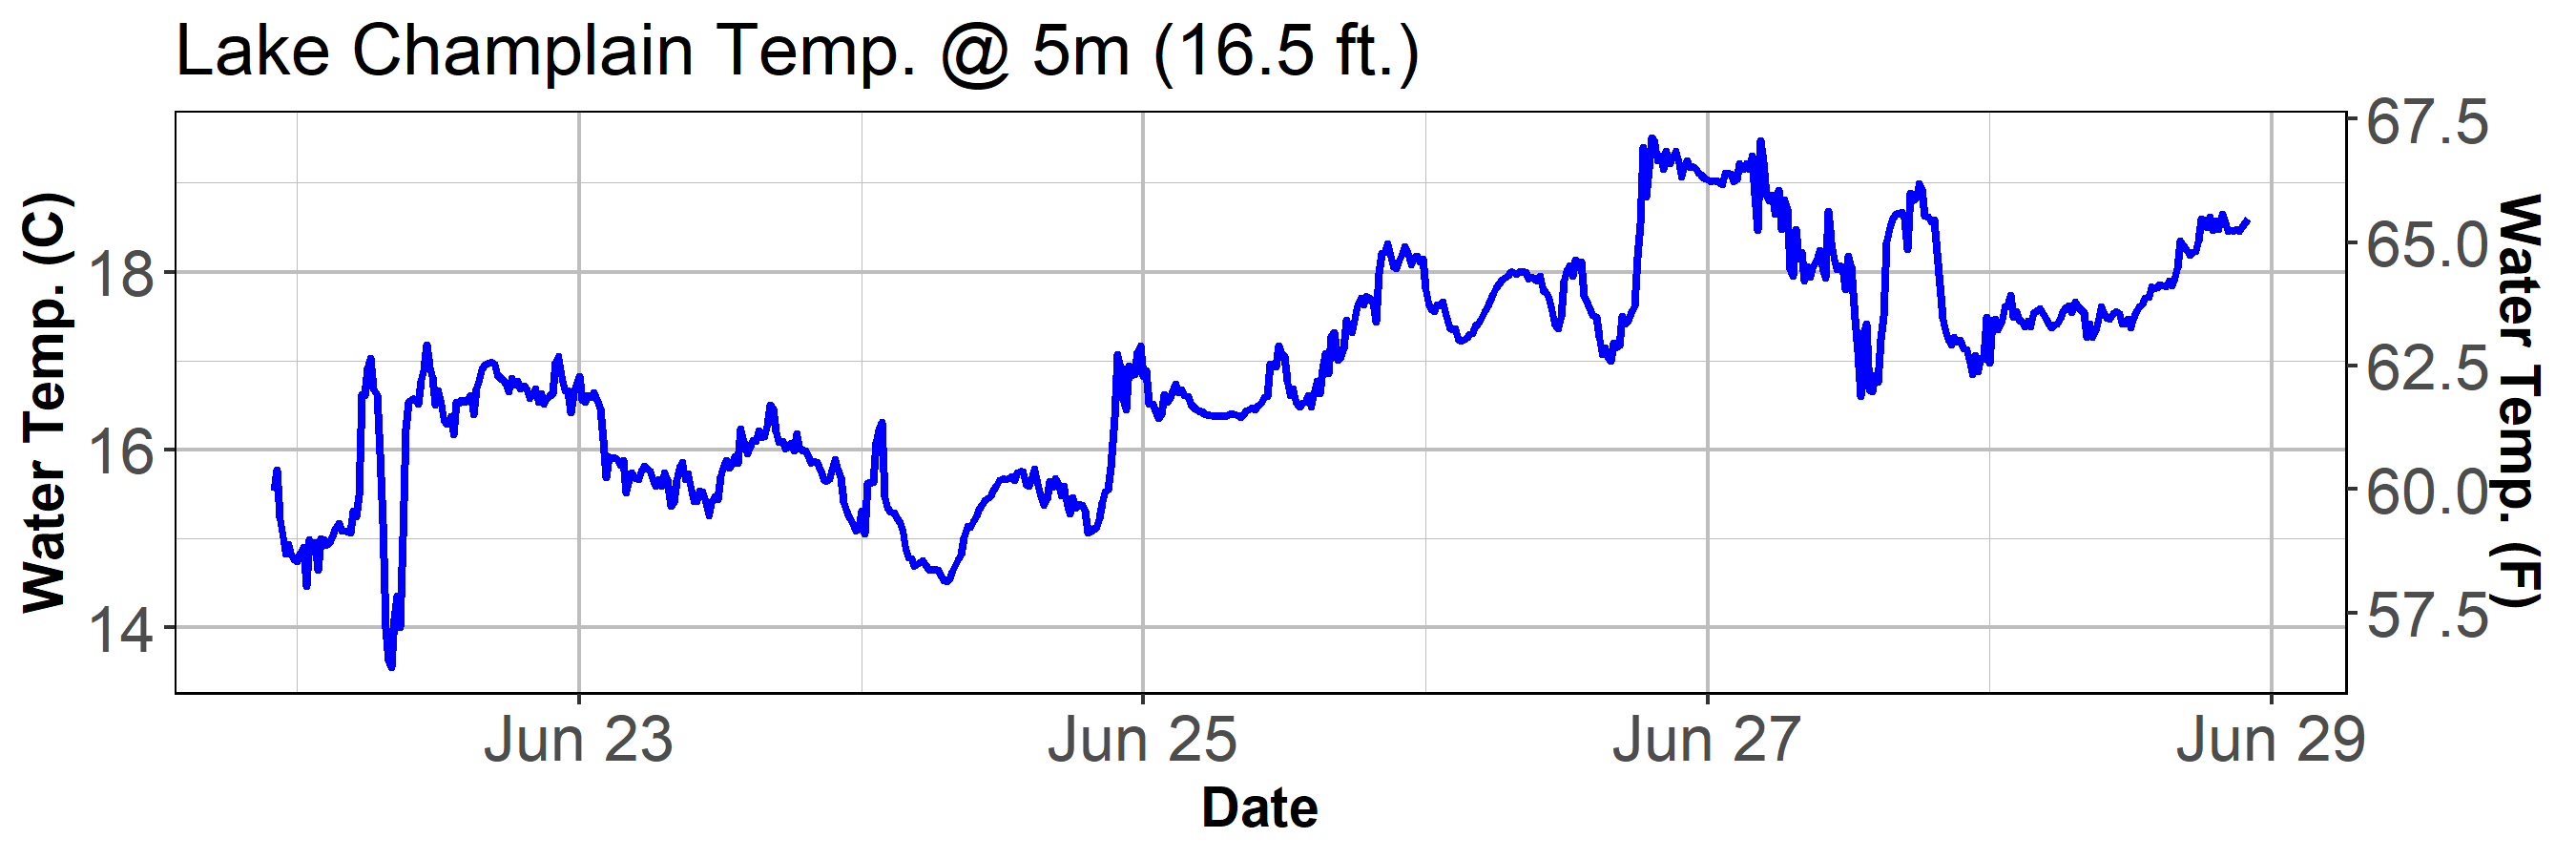 Lake Champlain Temp. @ 5m (16.5 ft.)
Water Temp. (C)
18
16
14
67.5
65.0
62.5
60.0
57.5
Water Temp. (F)
Jun 23
Jun 25
Jun 27
Jun 29
Date